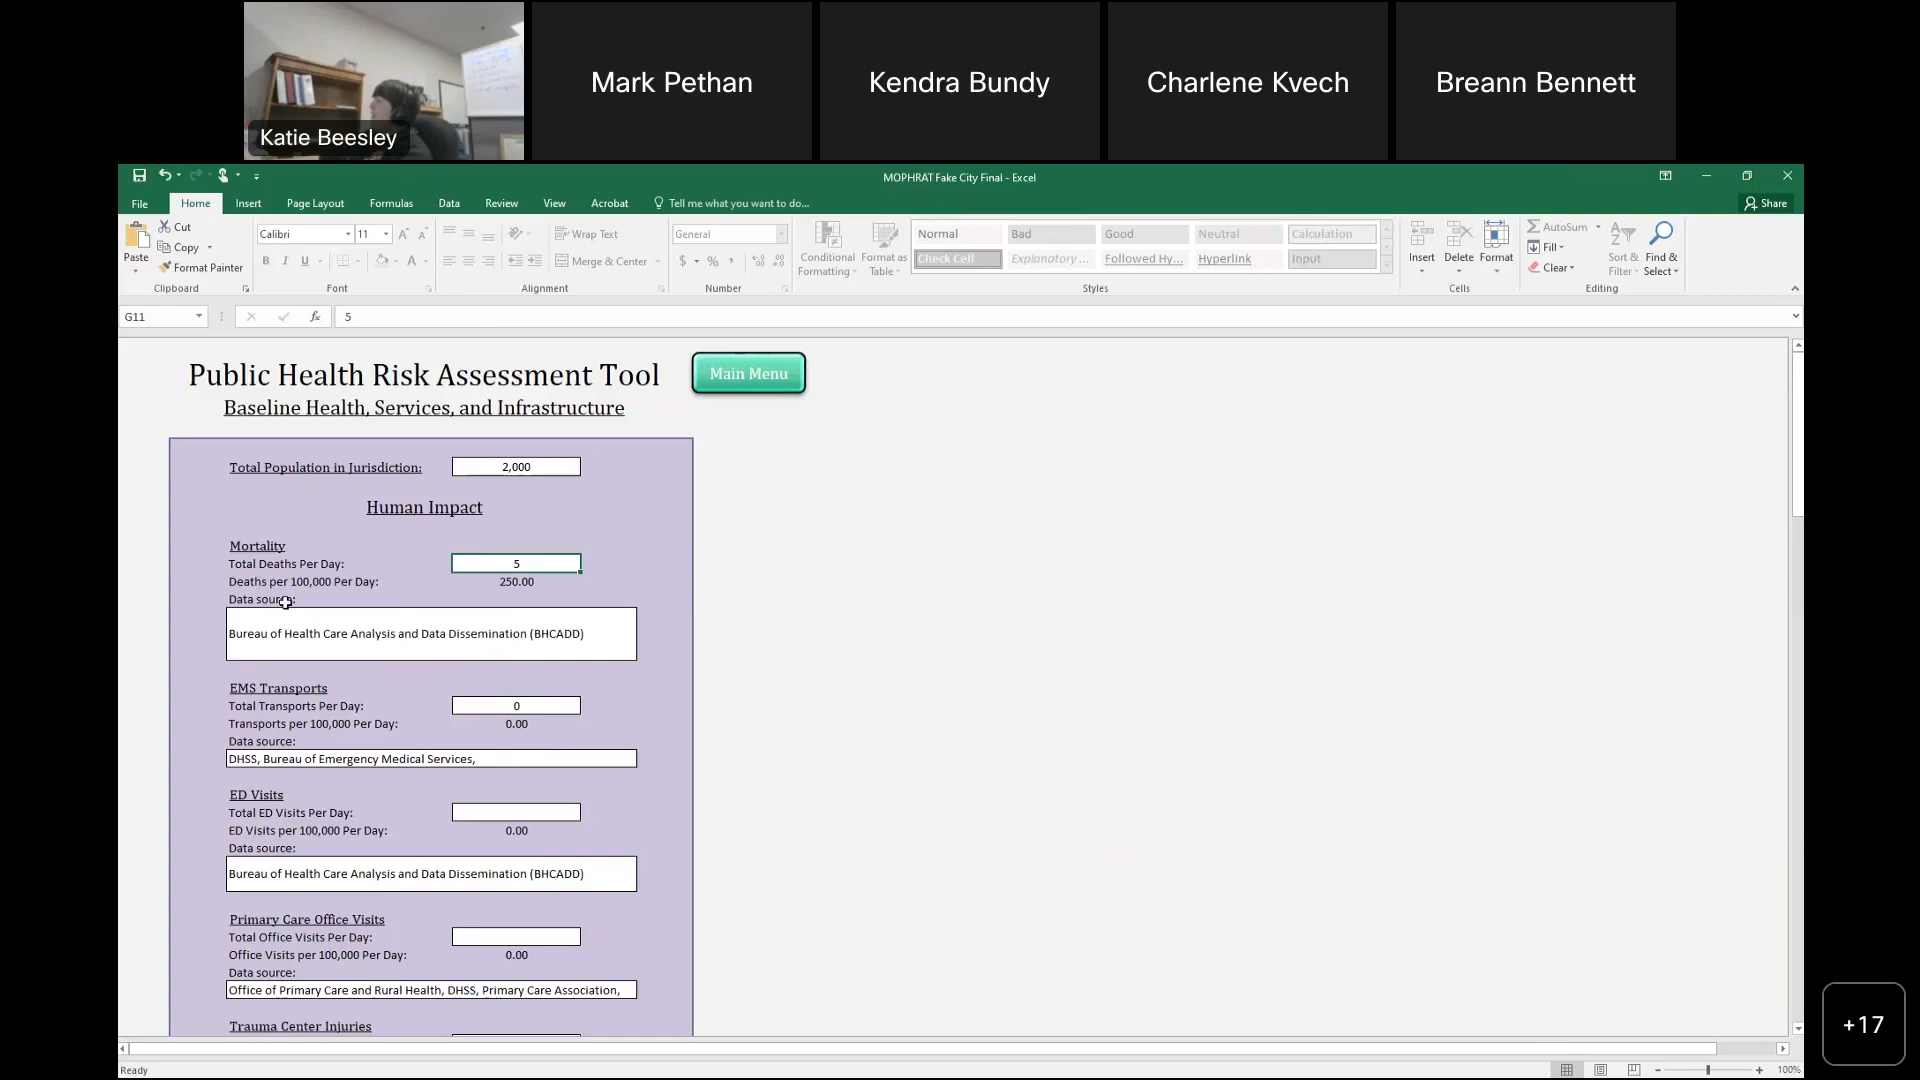 Katie Beesley
Mark Pethan
Kendra Bundy
Charlene Kvech
Breann Bennett
MOPHRAT Fake City Final - Excel
File Home Insert Page Layout Formulas Data Review View Acrobat Tell me what you want to do... Share
Paste
Cut
Copy
Format Painter
Clipboard
Calibri 11
B I U
Font
Wrap Text
Merge & Center
Alignment
General
$ % ,
Number
Conditional Formatting
Format as Table
Normal Bad Good Neutral Calculation
Check Cell Explanatory ... Followed Hy... Hyperlink Input
Styles
Insert Delete Format
Cells
AutoSum
Fill
Clear
Sort & Filter
Find & Select
Editing
G11 fx 5
Public Health Risk Assessment Tool
Main Menu
Baseline Health, Services, and Infrastructure
Total Population in Jurisdiction: 2,000
Human Impact
Mortality
Total Deaths Per Day: 5
Deaths per 100,000 Per Day: 250.00
Data source:
Bureau of Health Care Analysis and Data Dissemination (BHCADD)
EMS Transports
Total Transports Per Day: 0
Transports per 100,000 Per Day: 0.00
Data source:
DHSS, Bureau of Emergency Medical Services,
ED Visits
Total ED Visits Per Day:
ED Visits per 100,000 Per Day: 0.00
Data source:
Bureau of Health Care Analysis and Data Dissemination (BHCADD)
Primary Care Office Visits
Total Office Visits Per Day:
Office Visits per 100,000 Per Day: 0.00
Data source:
Office of Primary Care and Rural Health, DHSS, Primary Care Association,
Trauma Center Injuries
+17
Ready
100%